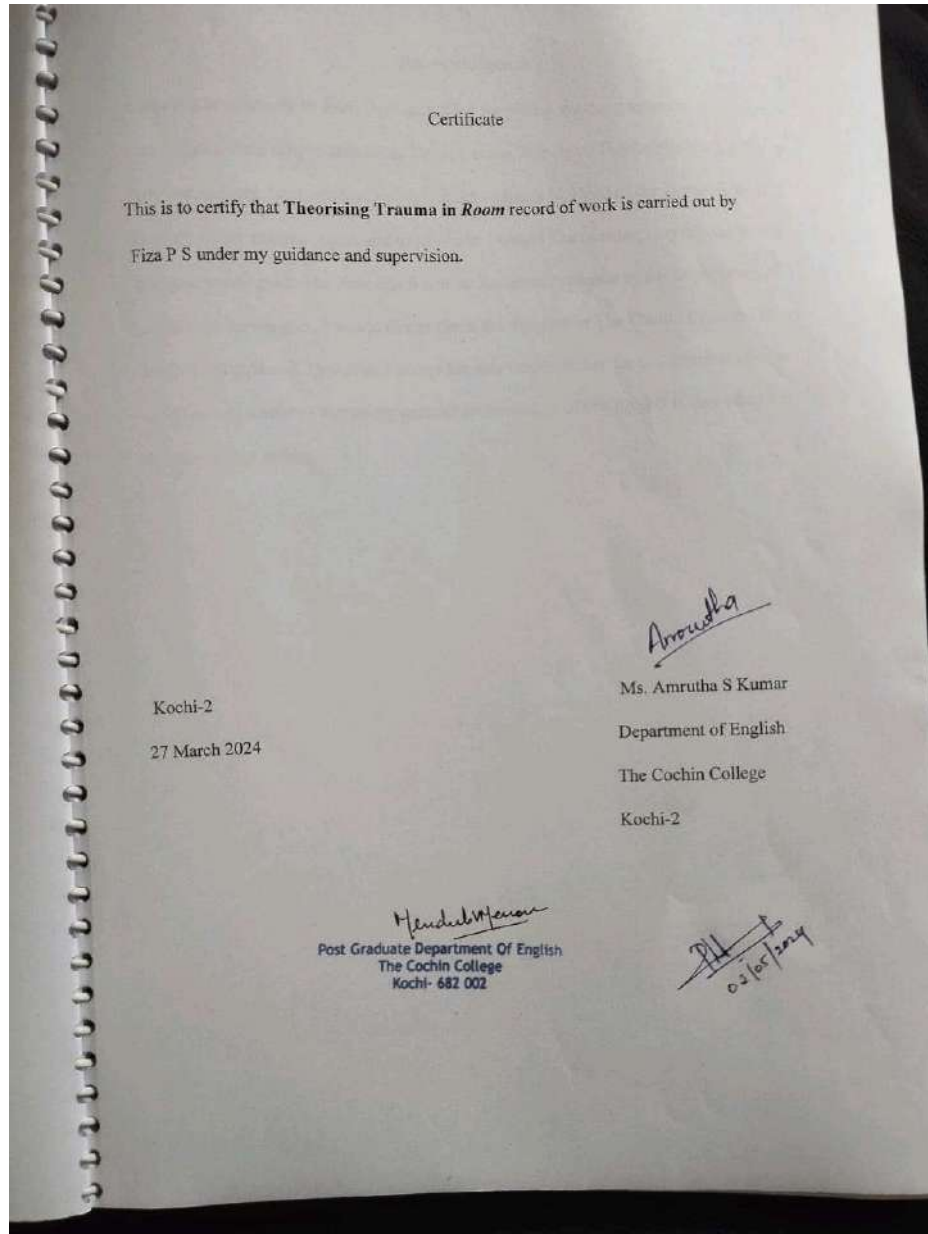 Certificate
This is to certify that Theorising Trauma in Room record of work is carried out by
Fiza P S under my guidance and supervision.
Amrutha
Kochi-2
27 March 2024
Ms. Amrutha S Kumar
Department of English
The Cochin College
Kochi-2
Post Graduate Department Of English
The Cochin College
Kochi- 682 002